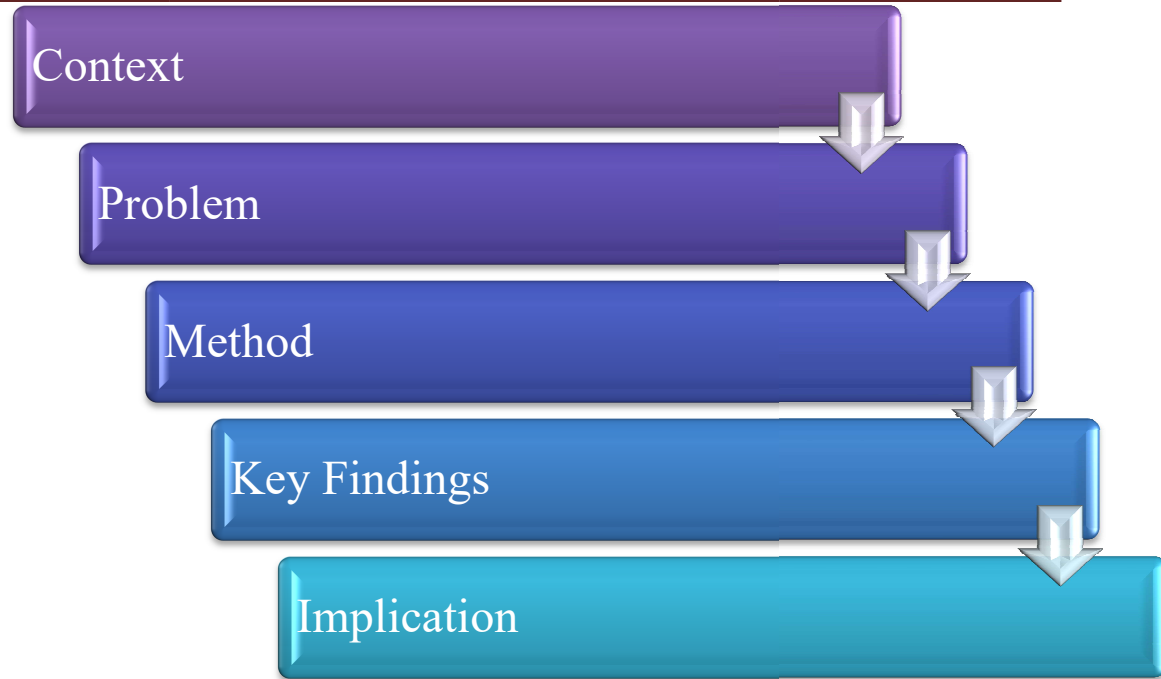 Context
Problem
Method
Key Findings
Implication